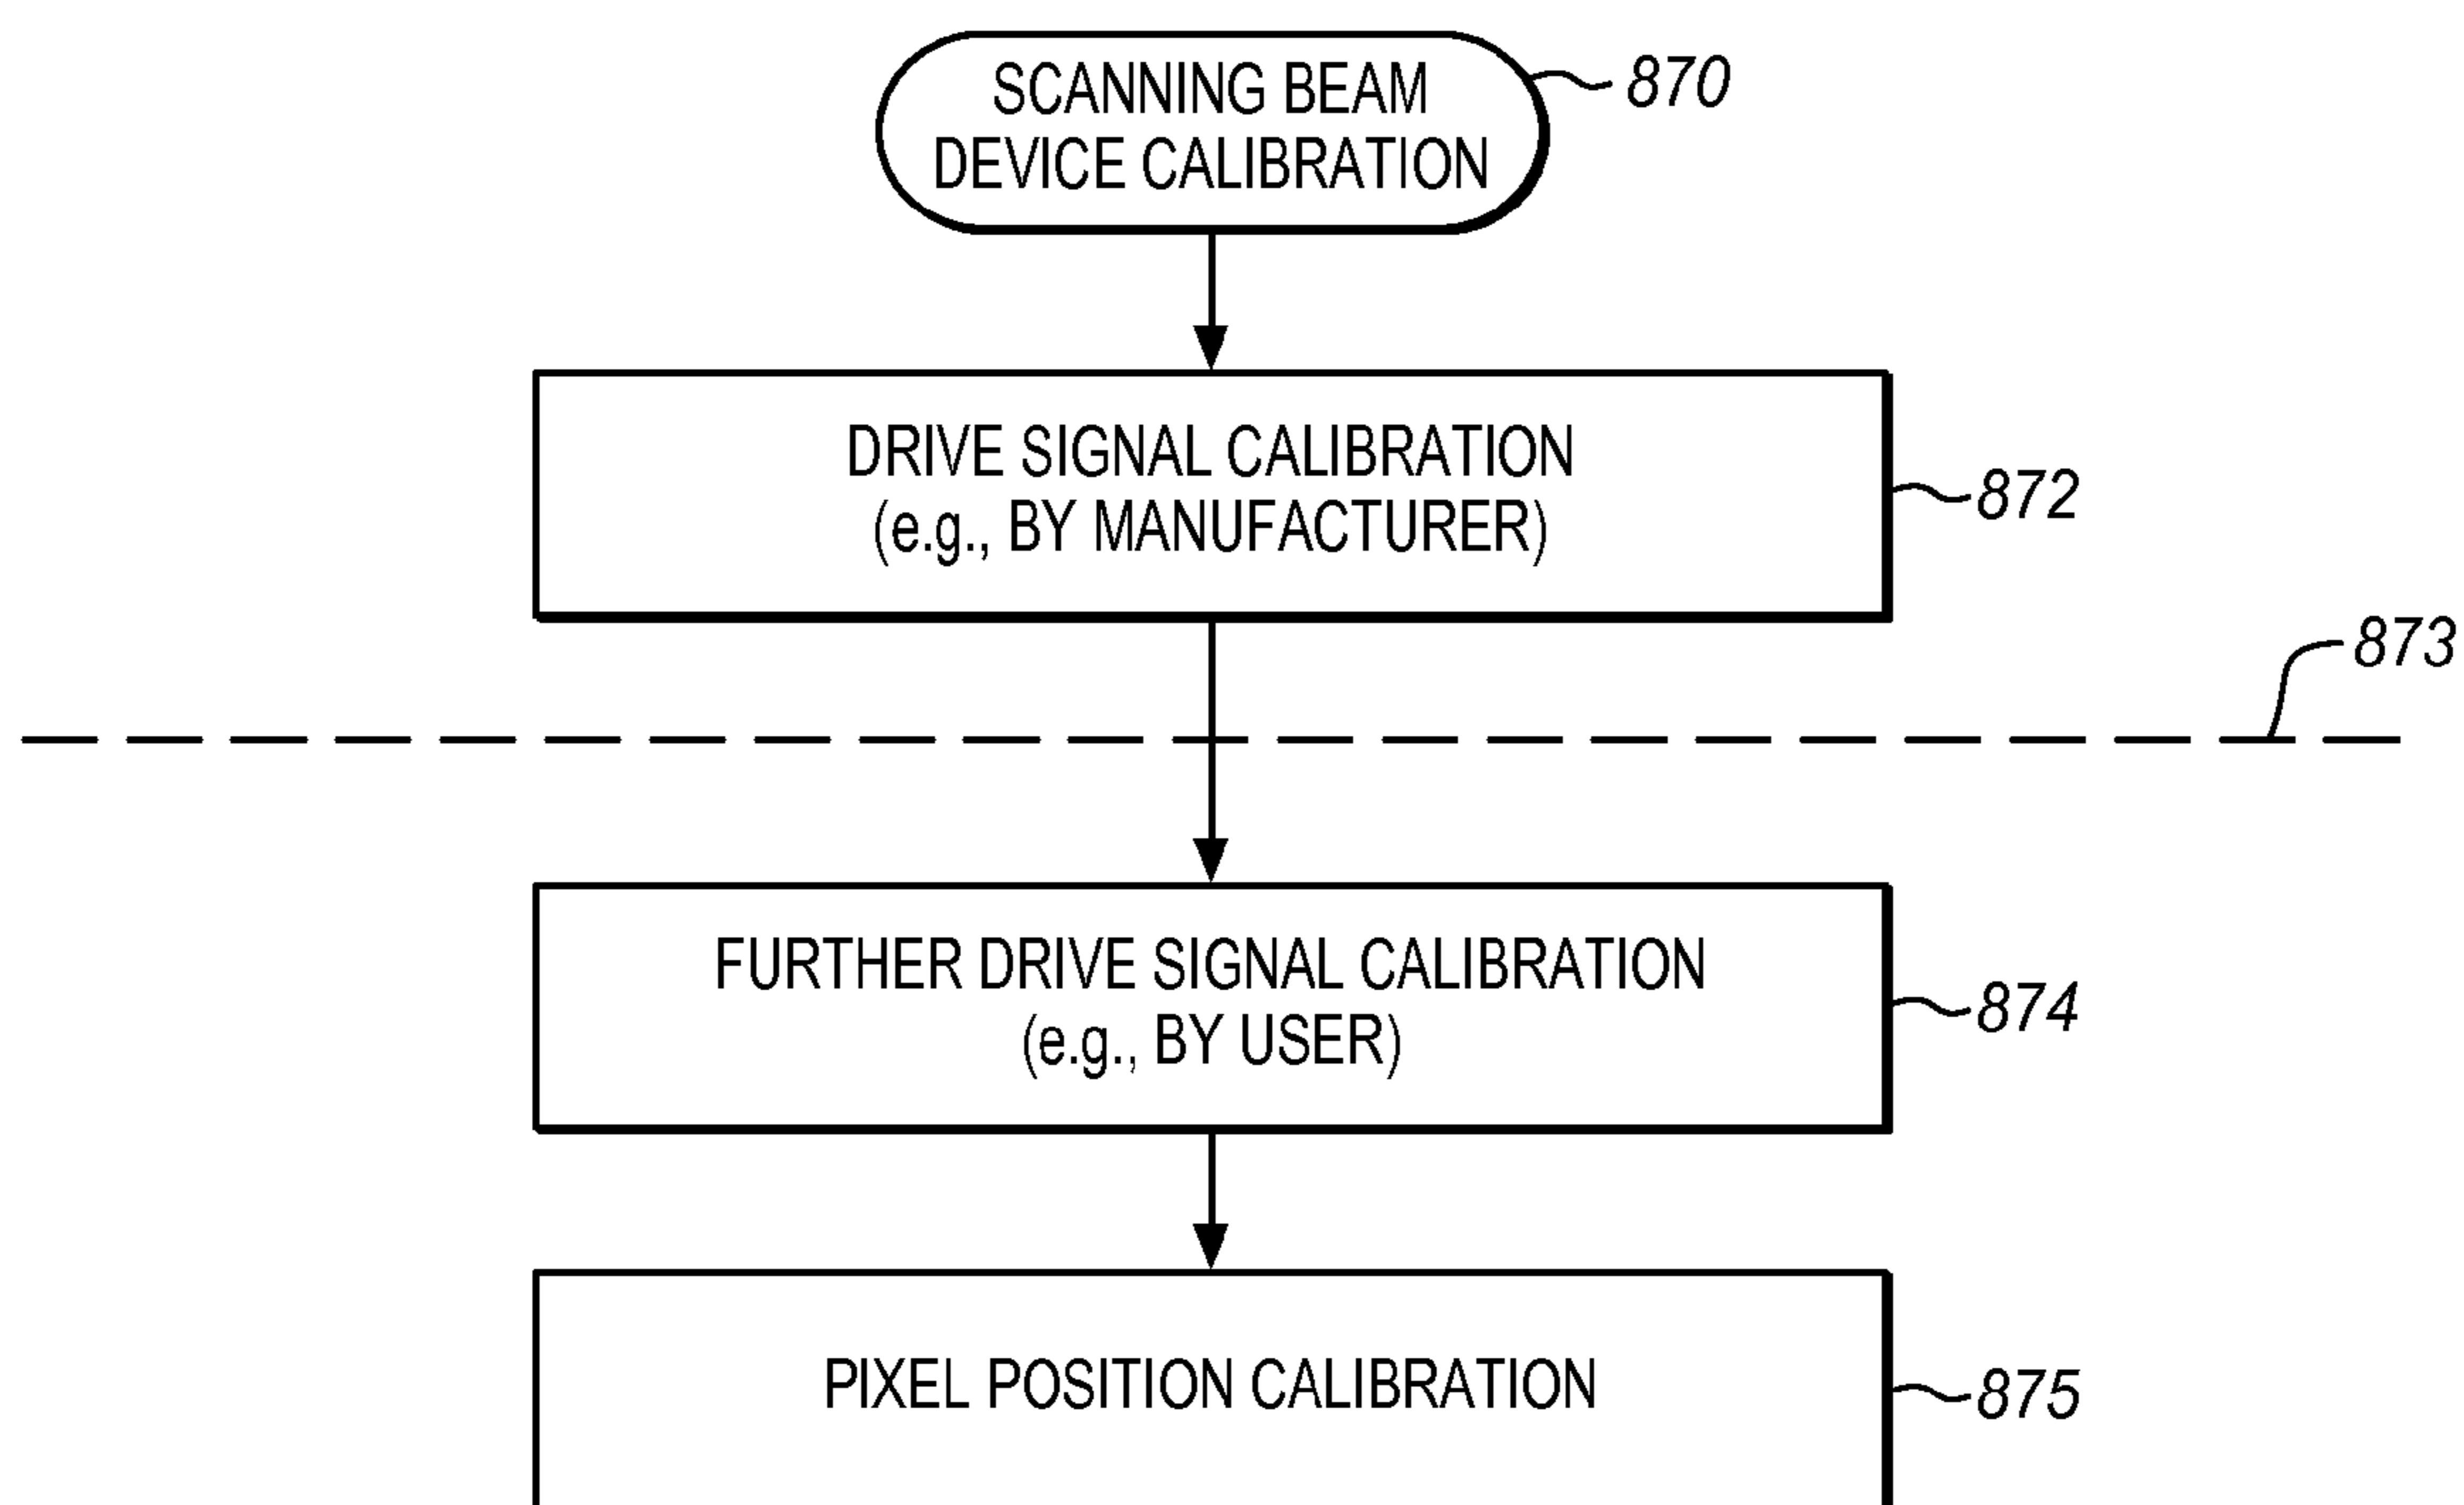 SCANNING BEAM
DEVICE CALIBRATION
870
DRIVE SIGNAL CALIBRATION
(e.g., BY MANUFACTURER)
872
873
FURTHER DRIVE SIGNAL CALIBRATION
(e.g., BY USER)
874
PIXEL POSITION CALIBRATION
875